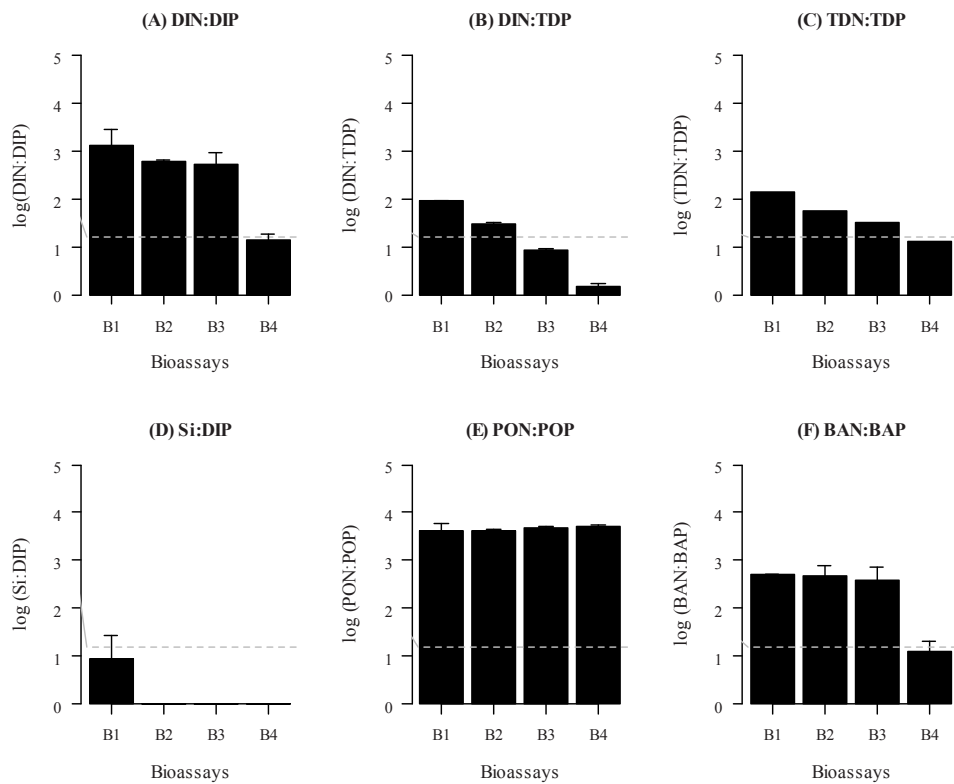 (A) DIN:DIP
log(DIN:DIP)
5
4
3
2
1
0
B1 B2 B3 B4
Bioassays
(B) DIN:TDP
log (DIN:TDP)
5
4
3
2
1
0
B1 B2 B3 B4
Bioassays
(C) TDN:TDP
log (TDN:TDP)
5
4
3
2
1
0
B1 B2 B3 B4
Bioassays
(D) Si:DIP
log (Si:DIP)
5
4
3
2
1
0
B1 B2 B3 B4
Bioassays
(E) PON:POP
log (PON:POP)
5
4
3
2
1
0
B1 B2 B3 B4
Bioassays
(F) BAN:BAP
log (BAN:BAP)
5
4
3
2
1
0
B1 B2 B3 B4
Bioassays